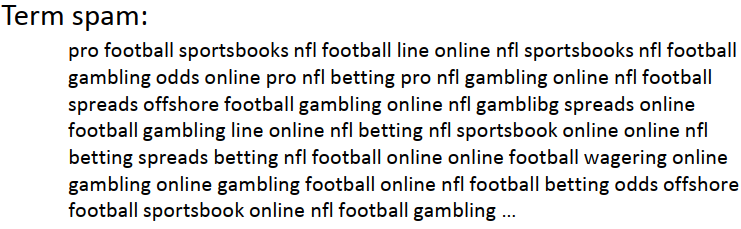 Term spam:
pro football sportsbooks nfl football line online nfl sportsbooks nfl football
gambling odds online pro nfl betting pro nfl gambling online nfl football
spreads offshore football gambling online nfl gamblibg spreads online
football gambling line online nfl betting nfl sportsbook online online nfl
betting spreads betting nfl football online online football wagering online
gambling online gambling football online nfl football betting odds offshore
football sportsbook online nfl football gambling ...